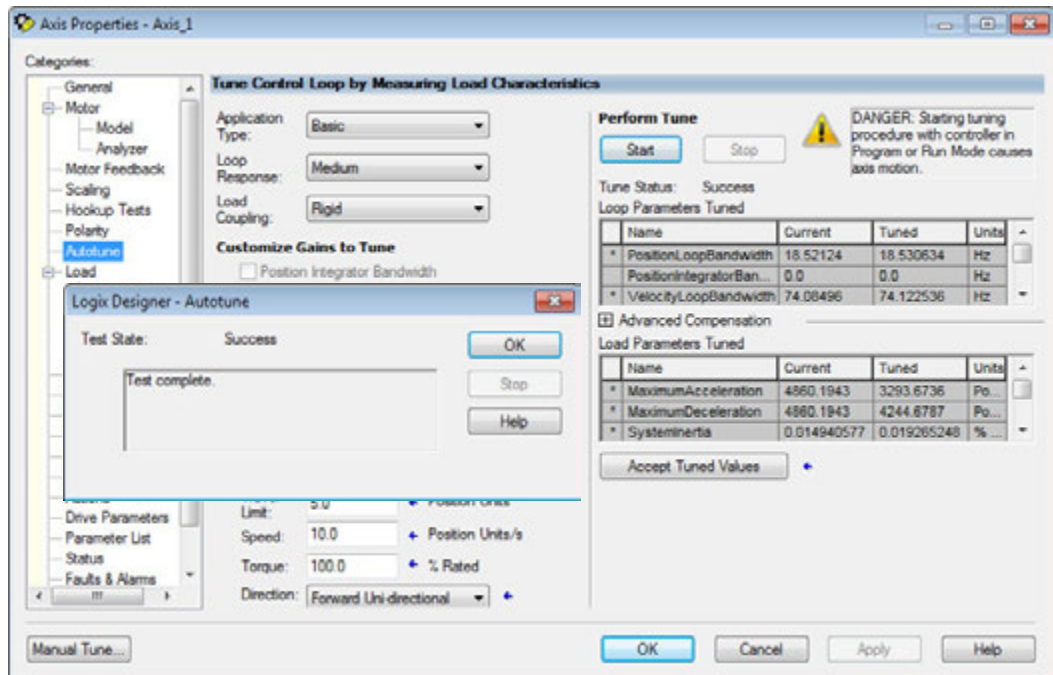 Axis Properties - Axis_1
Categories:
General
Motor
Model
Analyzer
Motor Feedback
Scaling
Hookup Tests
Polarity
Autotune
Load
Tune Control Loop by Measuring Load Characteristics
Application Type: Basic
Loop Response: Medium
Load Coupling: Rigid
Customize Gains to Tune
Postion Integrator Bandwidth
Perform Tune
Start Stop
DANGER: Starting tuning
procedure with controller in
Program or Run Mode causes
axis motion.
Tune Status: Success
Loop Parameters Tuned
Name Current Tuned Units
* PositionLoopBandwidth 18.52124 18.530634 Hz
PositionIntegratorBan... 0.0 0.0 Hz
* VelocityLoopBandwidth 74.08496 74.122536 Hz
Advanced Compensation
Load Parameters Tuned
Name Current Tuned Units
* MaximumAcceleration 4860.1943 3293.6736 Po...
* MaximumDeceleration 4860.1943 4244.6787 Po...
* SystemInertia 0.014940577 0.019265248 % ...
Accept Tuned Values
Logix Designer - Autotune
Test State: Success
Test complete.
OK
Stop
Help
Drive Parameters
Parameter List
Status
Faults & Alarms
Limit: 5.0 Position Units
Speed: 10.0 Position Units/s
Torque: 100.0 % Rated
Direction: Forward Uni-directional
Manual Tune...
OK Cancel Apply Help